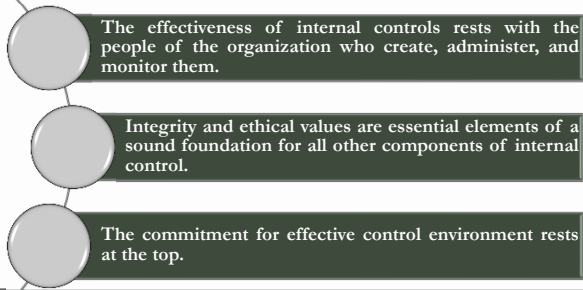 The effectiveness of internal controls rests with the
people of the organization who create, administer, and
monitor them.
Integrity and ethical values are essential elements of a
sound foundation for all other components of internal
control.
The commitment for effective control environment rests
at the top.